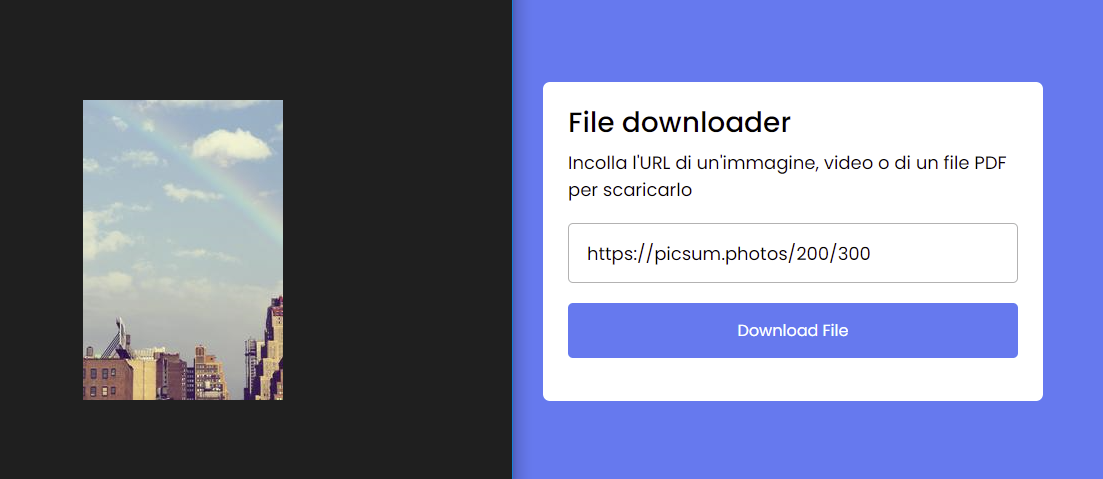 File downloader
Incolla l'URL di un'immagine, video o di un file PDF
per scaricarlo
https://picsum.photos/200/300
Download File